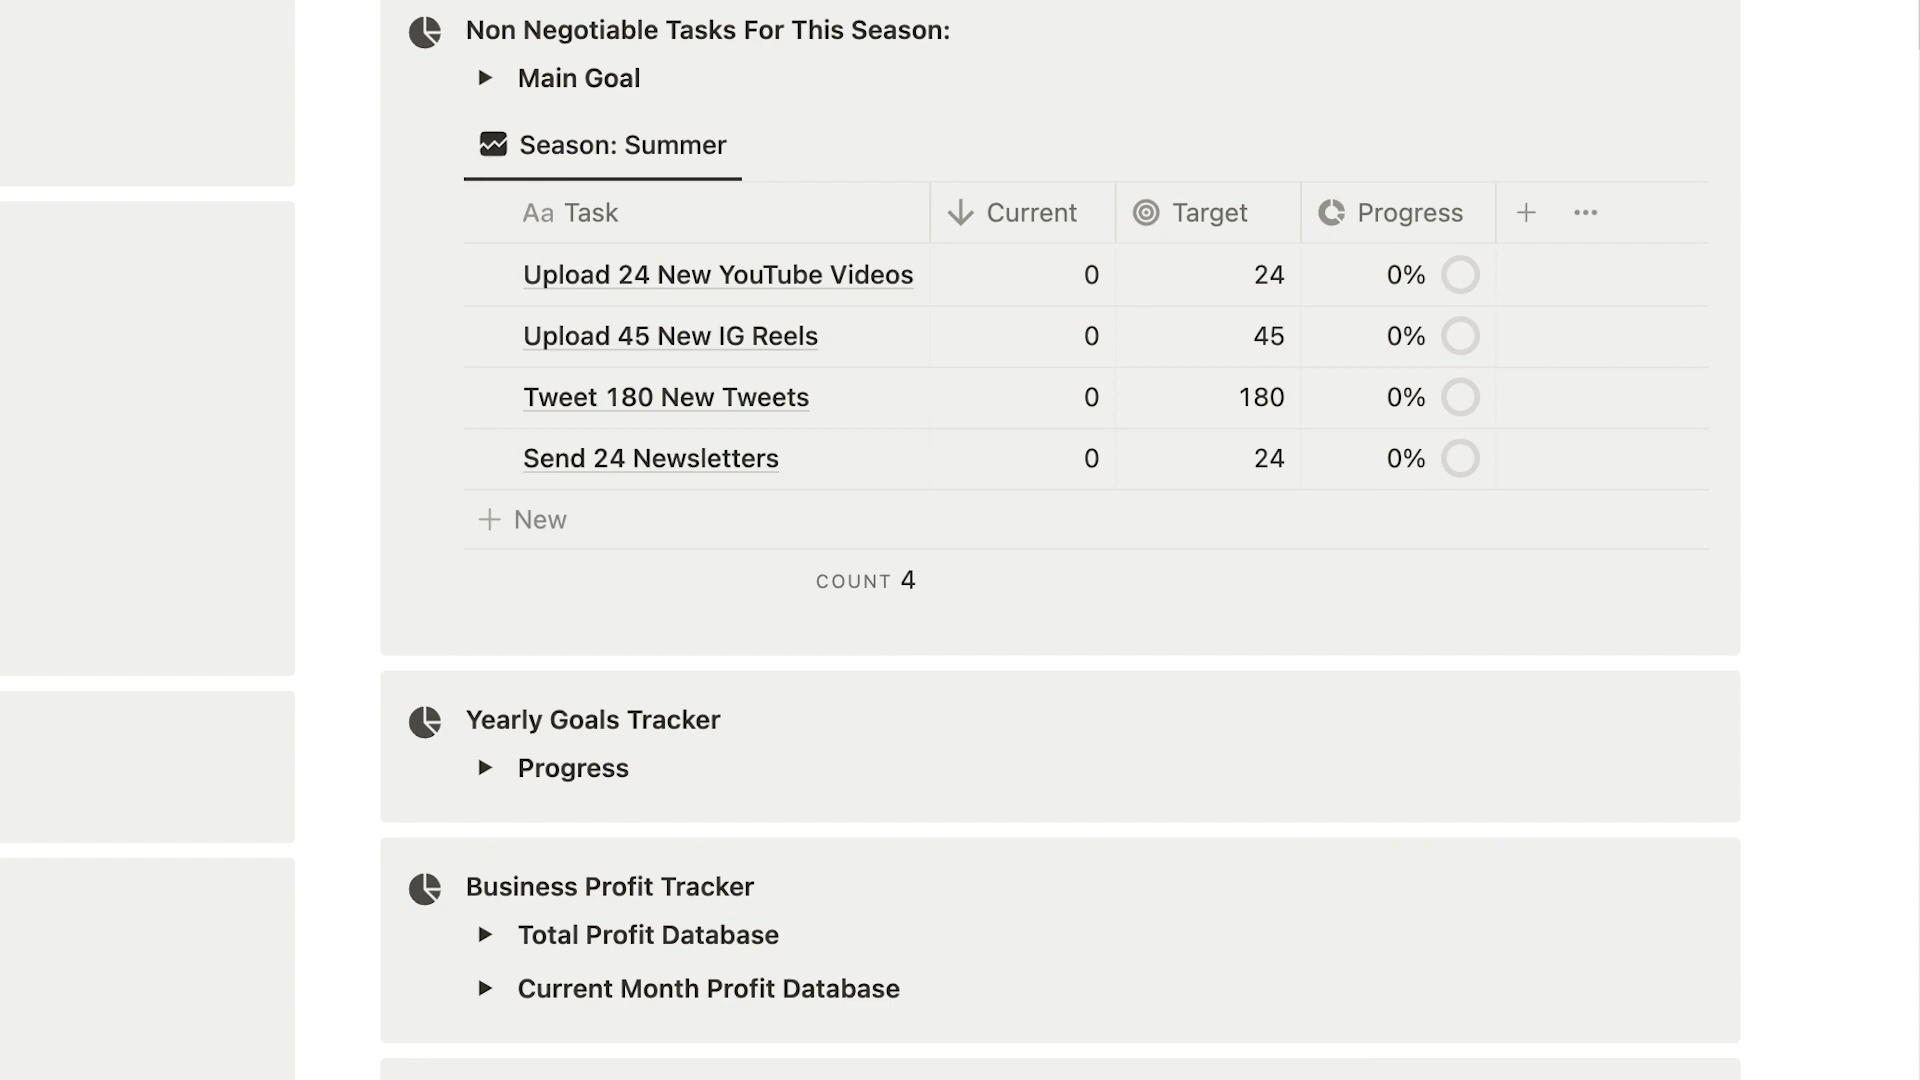 Non Negotiable Tasks For This Season:
Main Goal
Season: Summer
Aa Task Current Target Progress
Upload 24 New YouTube Videos 0 24 0%
Upload 45 New IG Reels 0 45 0%
Tweet 180 New Tweets 0 180 0%
Send 24 Newsletters 0 24 0%
New
COUNT 4
Yearly Goals Tracker
Progress
Business Profit Tracker
Total Profit Database
Current Month Profit Database